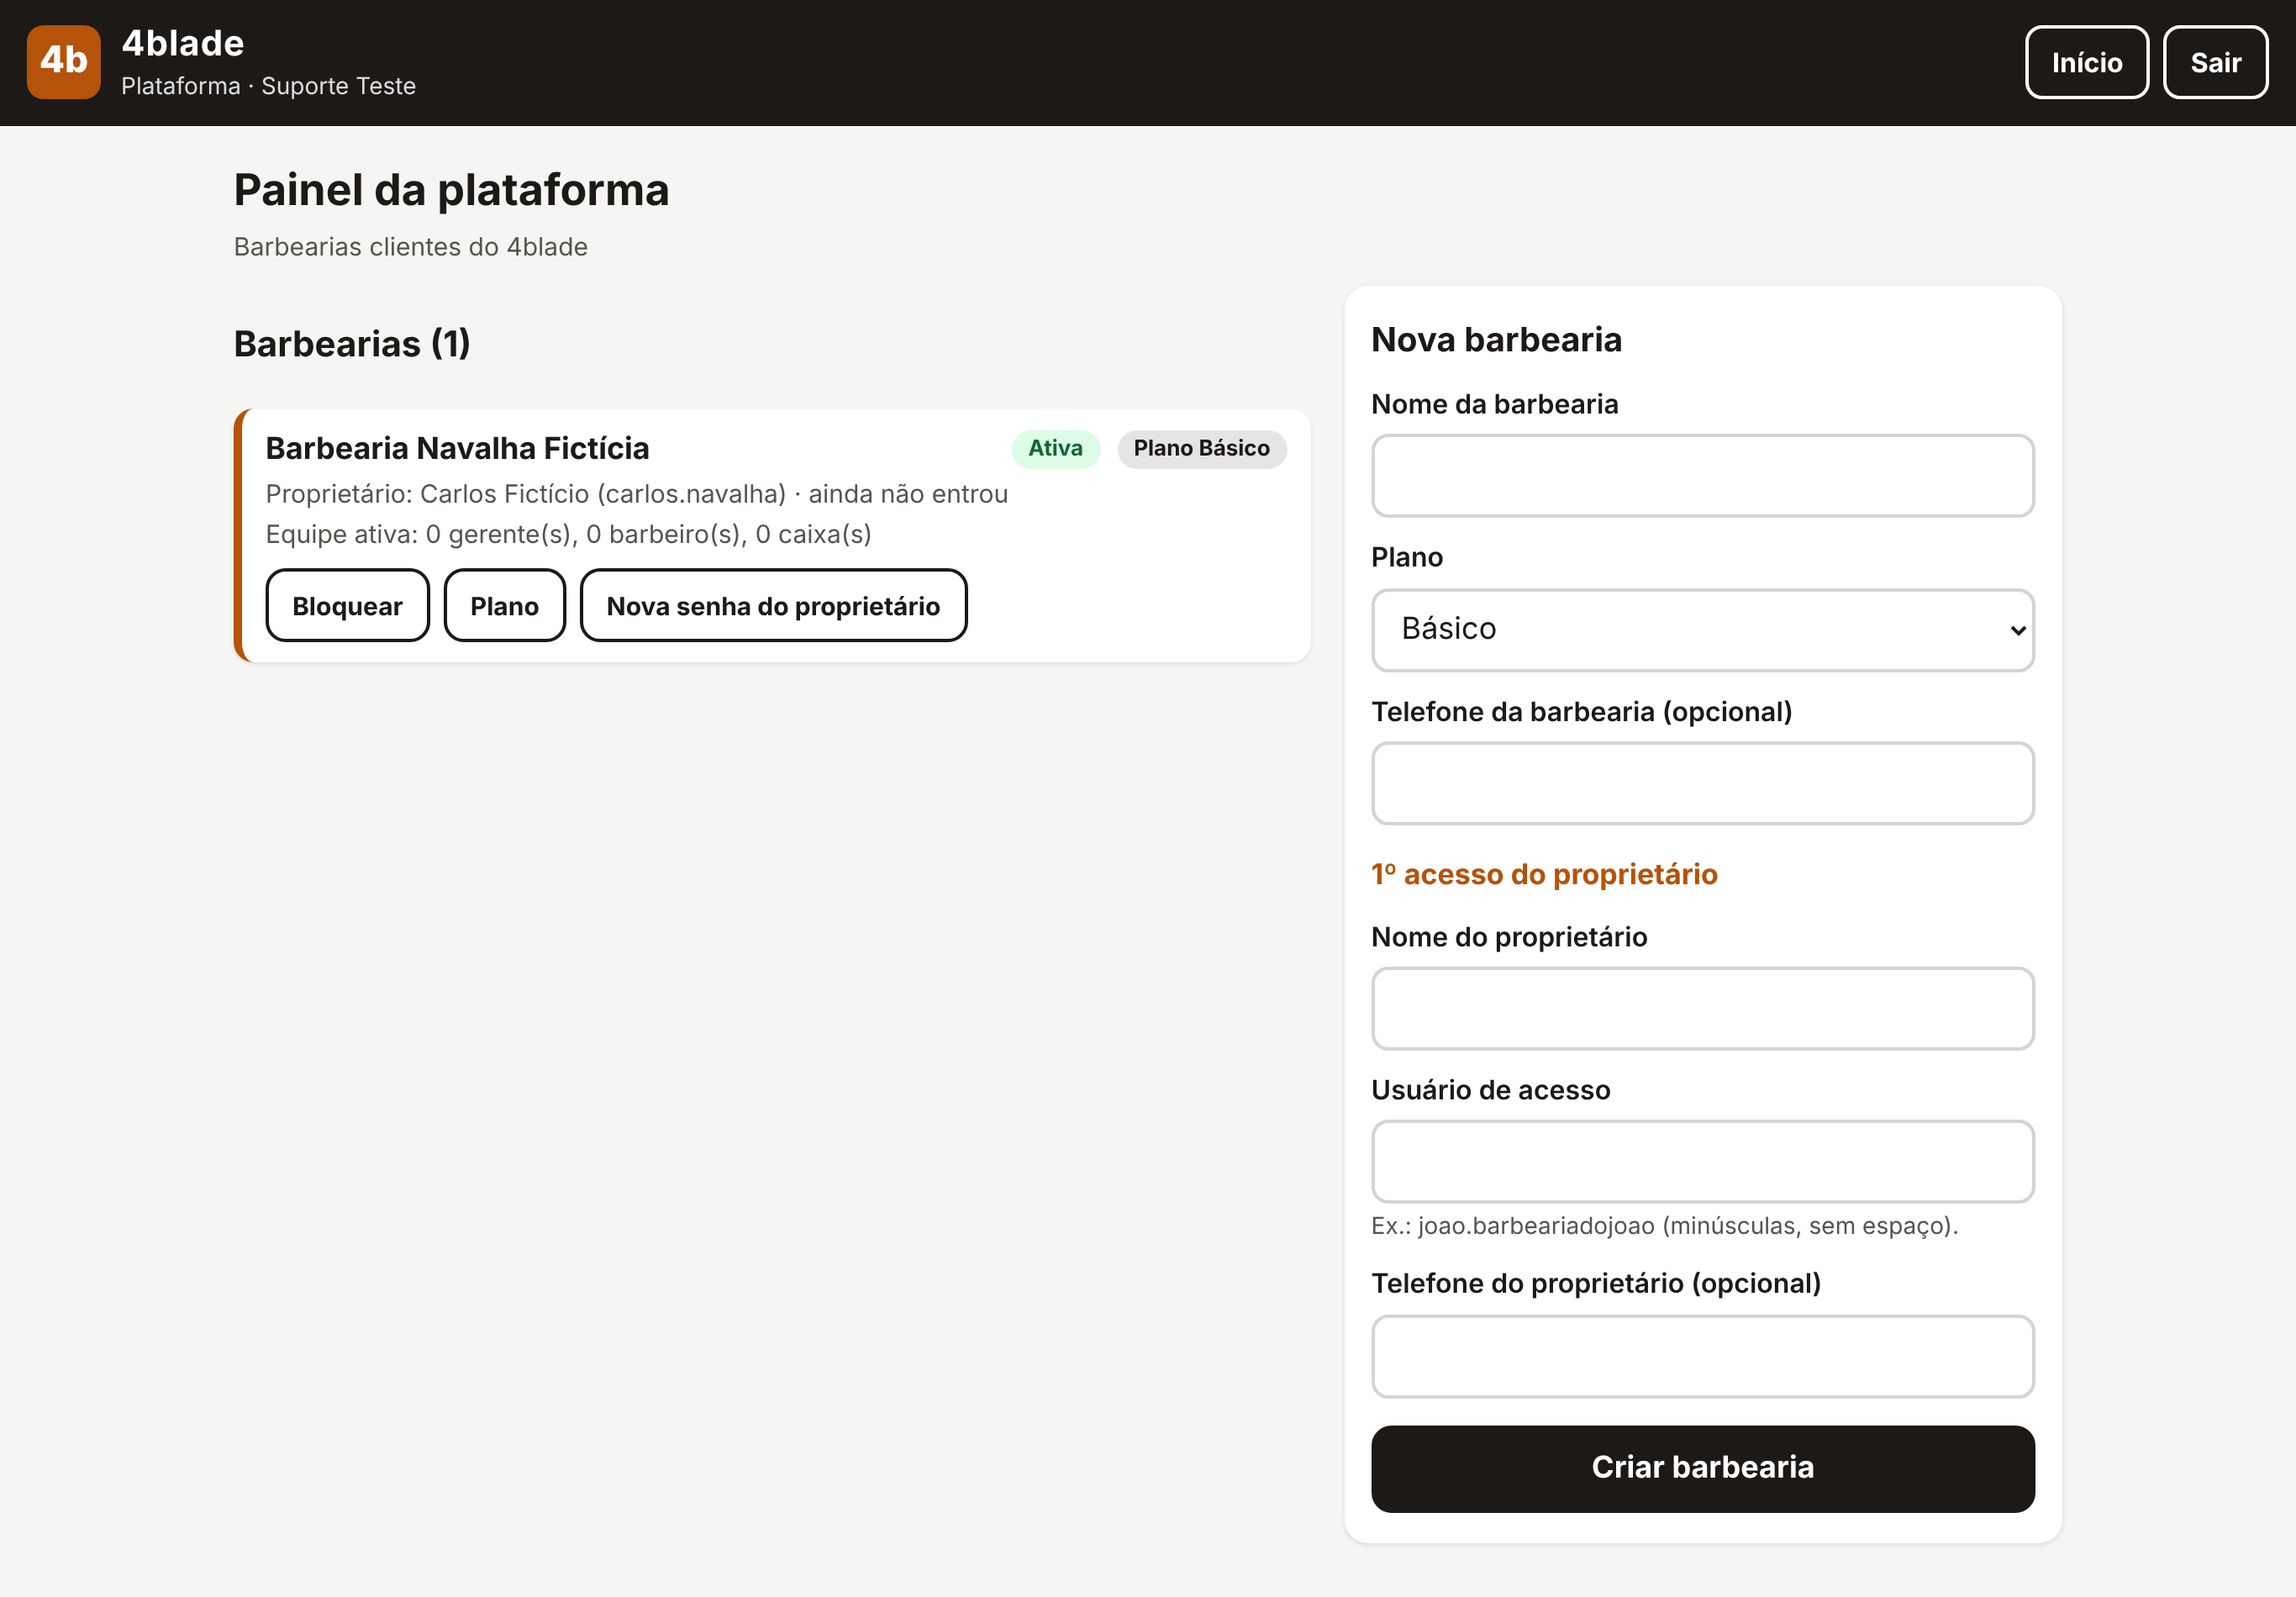 4b
4blade
Plataforma · Suporte Teste
Início
Sair
Painel da plataforma
Barbearias clientes do 4blade
Barbearias (1)
Barbearia Navalha Fictícia
Ativa
Plano Básico
Proprietário: Carlos Fictício (carlos.navalha) · ainda não entrou
Equipe ativa: 0 gerente(s), 0 barbeiro(s), 0 caixa(s)
Bloquear
Plano
Nova senha do proprietário
Nova barbearia
Nome da barbearia
Plano
Básico
Telefone da barbearia (opcional)
1º acesso do proprietário
Nome do proprietário
Usuário de acesso
Ex.: joao.barbeariadojoao (minúsculas, sem espaço).
Telefone do proprietário (opcional)
Criar barbearia